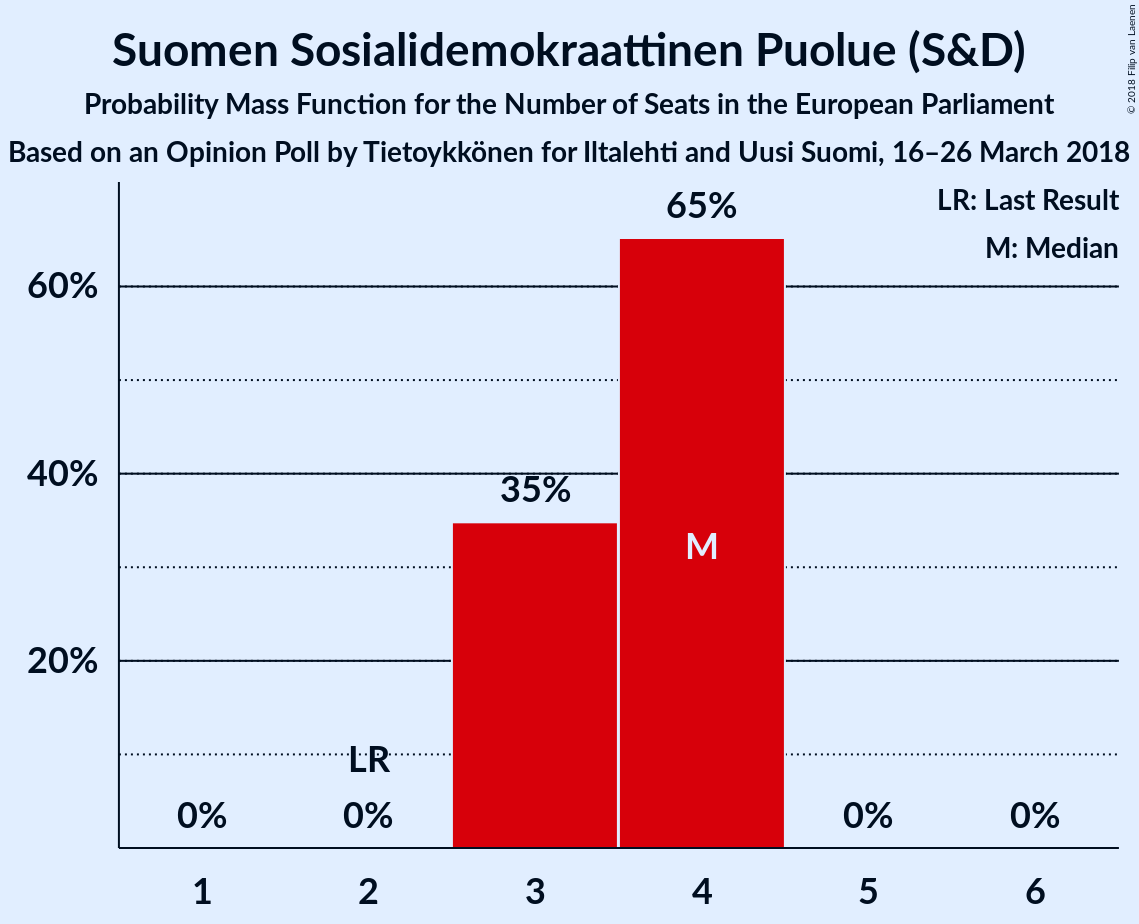 Suomen Sosialidemokraattinen Puolue (S&D)
Probability Mass Function for the Number of Seats in the European Parliament
Based on an Opinion Poll by Tietoykkönen for Iltalehti and Uusi Suomi, 16–26 March 2018
© 2018 Filip van Laenen
LR: Last Result
M: Median
65%
60%
40%
35%
M
20%
LR
0% 0% 0% 0%
1 2 3 4 5 6